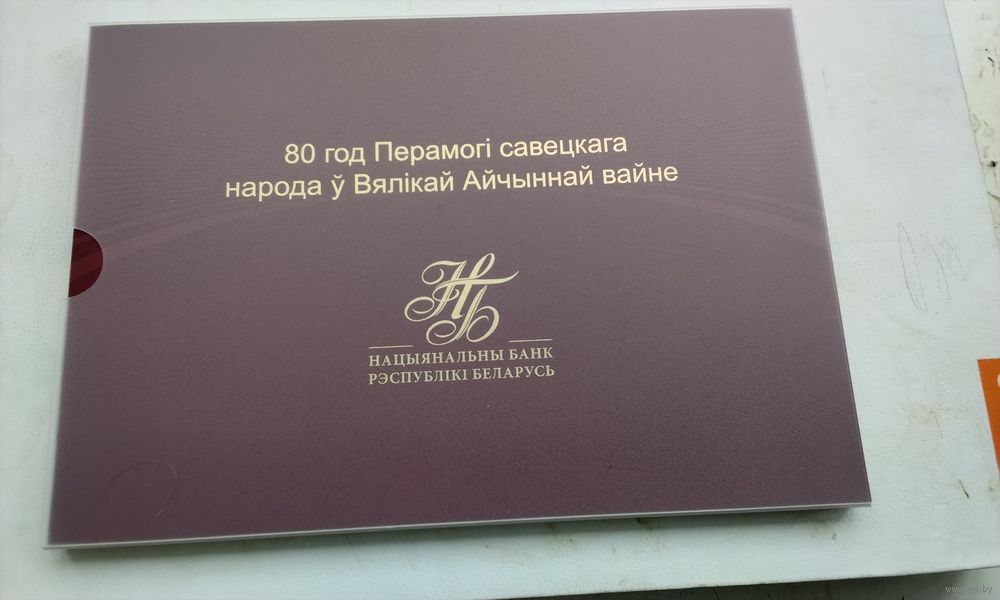 80 год Перамогі савецкага
народа ў Вялікай Айчыннай вайне
НБ
НАЦЫЯНАЛЬНЫ БАНК
РЭСПУБЛІКІ БЕЛАРУСЬ